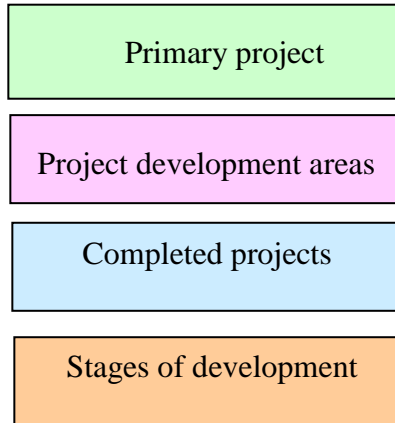 Primary project
Project development areas
Completed projects
Stages of development